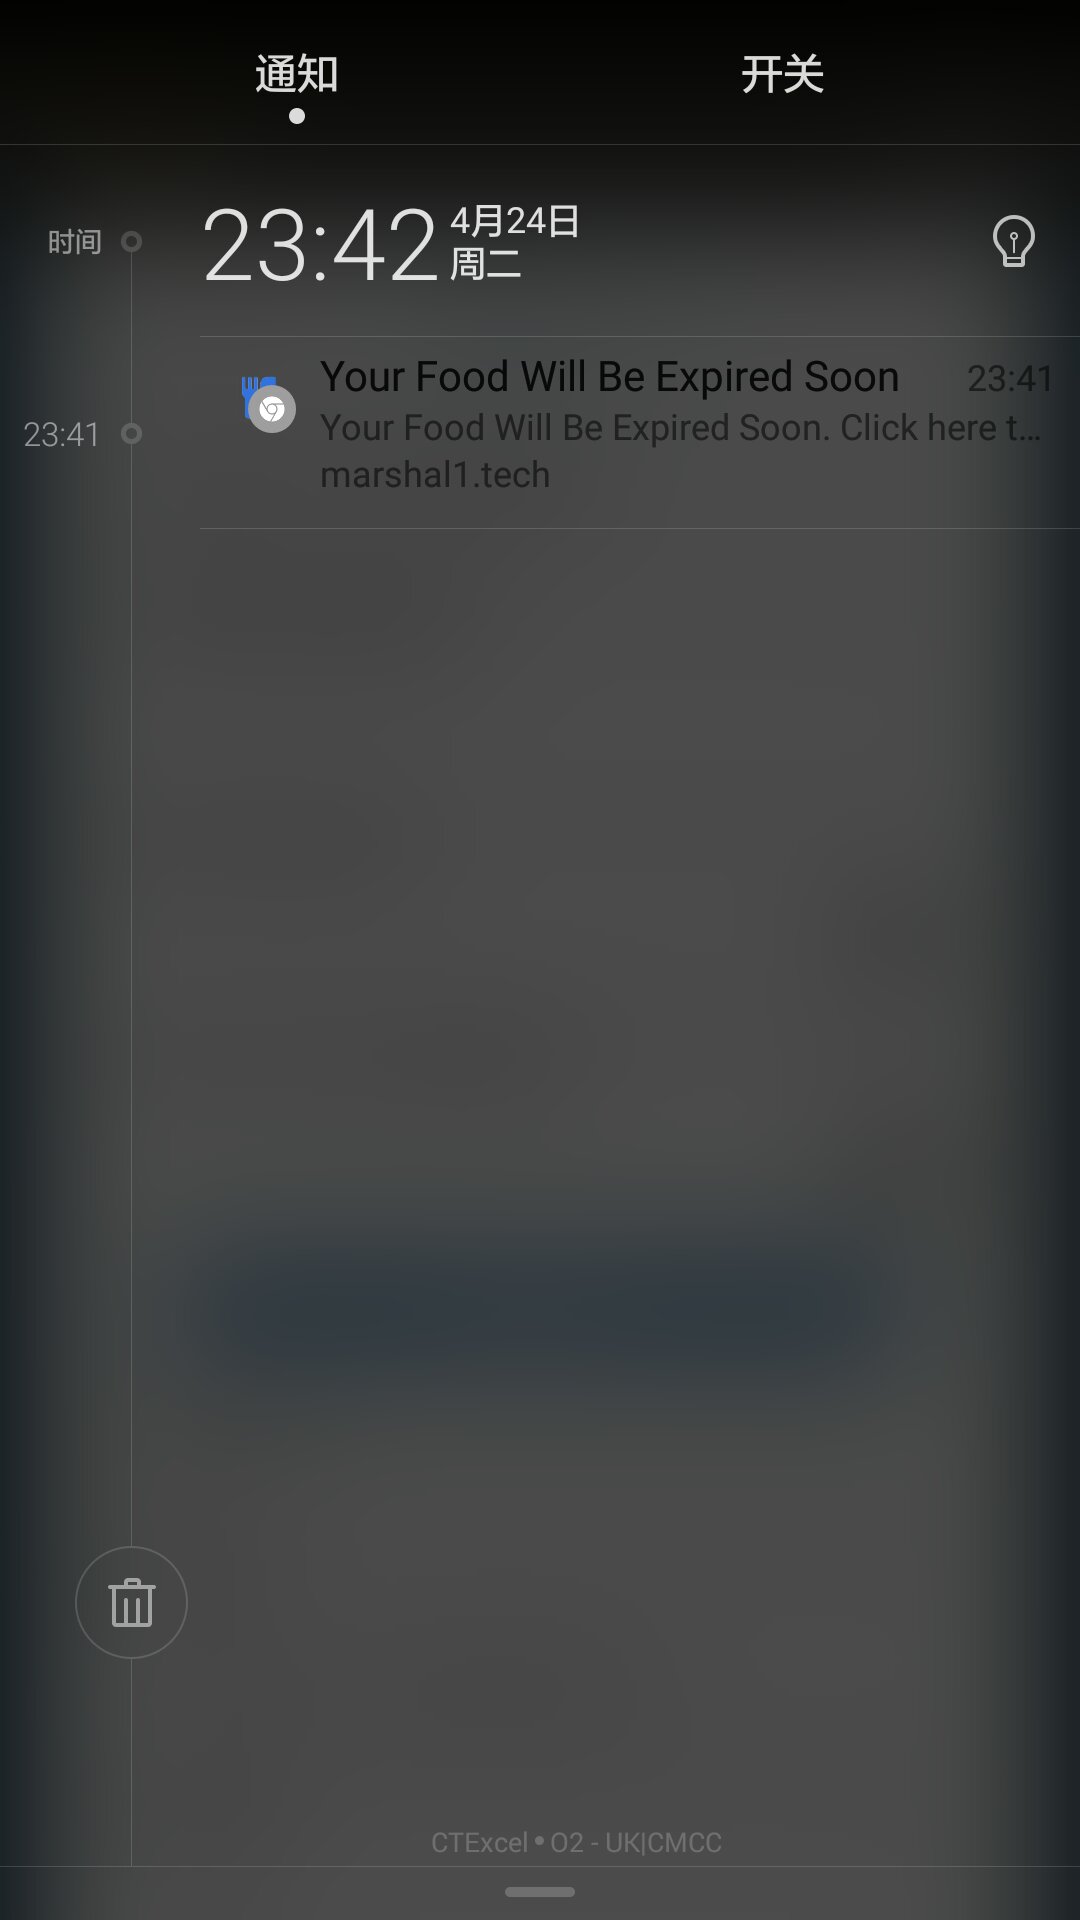 通知
开关
时间
23:42
4月24日
周二
Your Food Will Be Expired Soon 23:41
23:41
Your Food Will Be Expired Soon. Click here t...
marshal1.tech
CTExcel • O2 - UK|CMCC